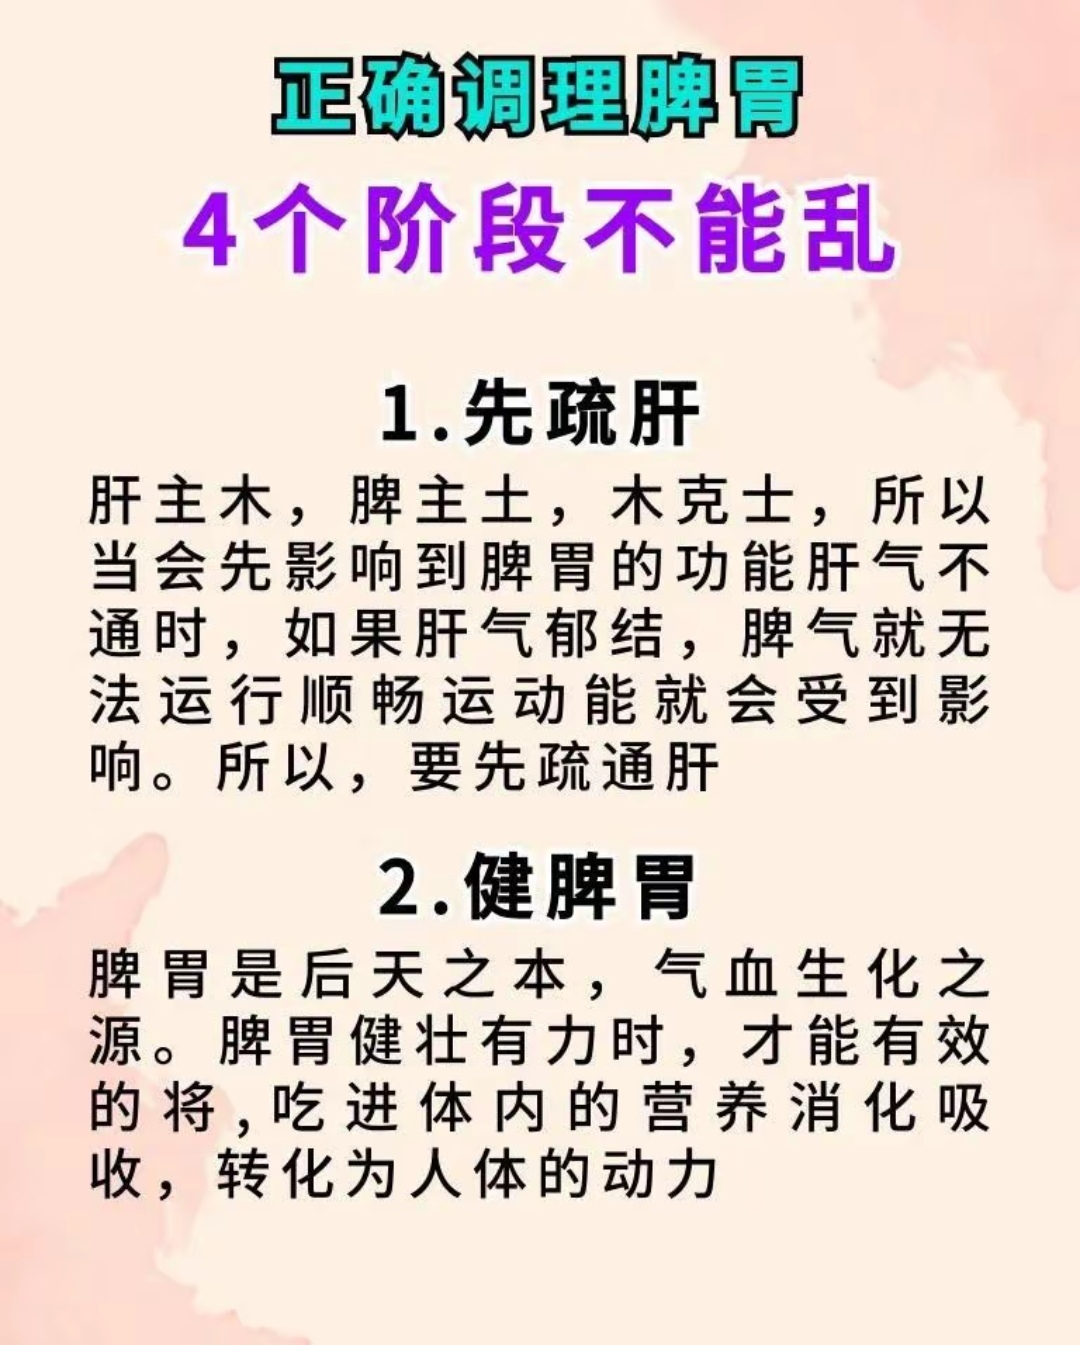 正确调理脾胃
4个阶段不能乱
1.先疏肝
肝主木，脾主土，木克士，所以
当会先影响到脾胃的功能肝气不
通时，如果肝气郁结，脾气就无
法运行顺畅运动能就会受到影
响。所以，要先疏通肝
2.健脾胃
脾胃是后天之本，气血生化之
源。脾胃健壮有力时，才能有效
的将,吃进体内的营养消化吸
收，转化为人体的动力